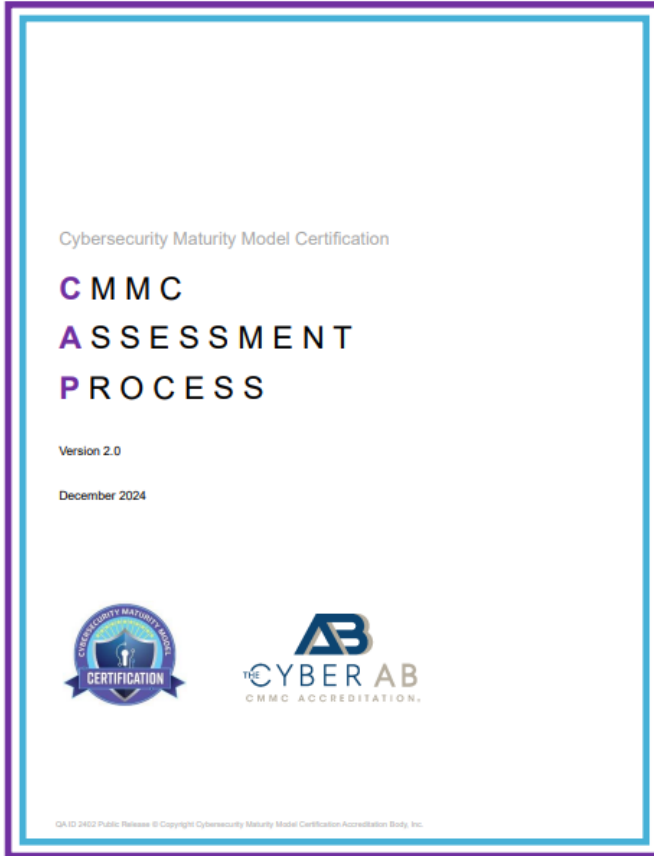 Cybersecurity Maturity Model Certification
CMMC
ASSESSMENT
PROCESS
Version 2.0
December 2024
CYBERSECURITY MATURITY MODEL
CERTIFICATION
AB
THE CYBER AB
CMMC ACCREDITATION.
QA ID 2402 Public Release © Copyright Cybersecurity Maturity Model Certification Accreditation Body, Inc.